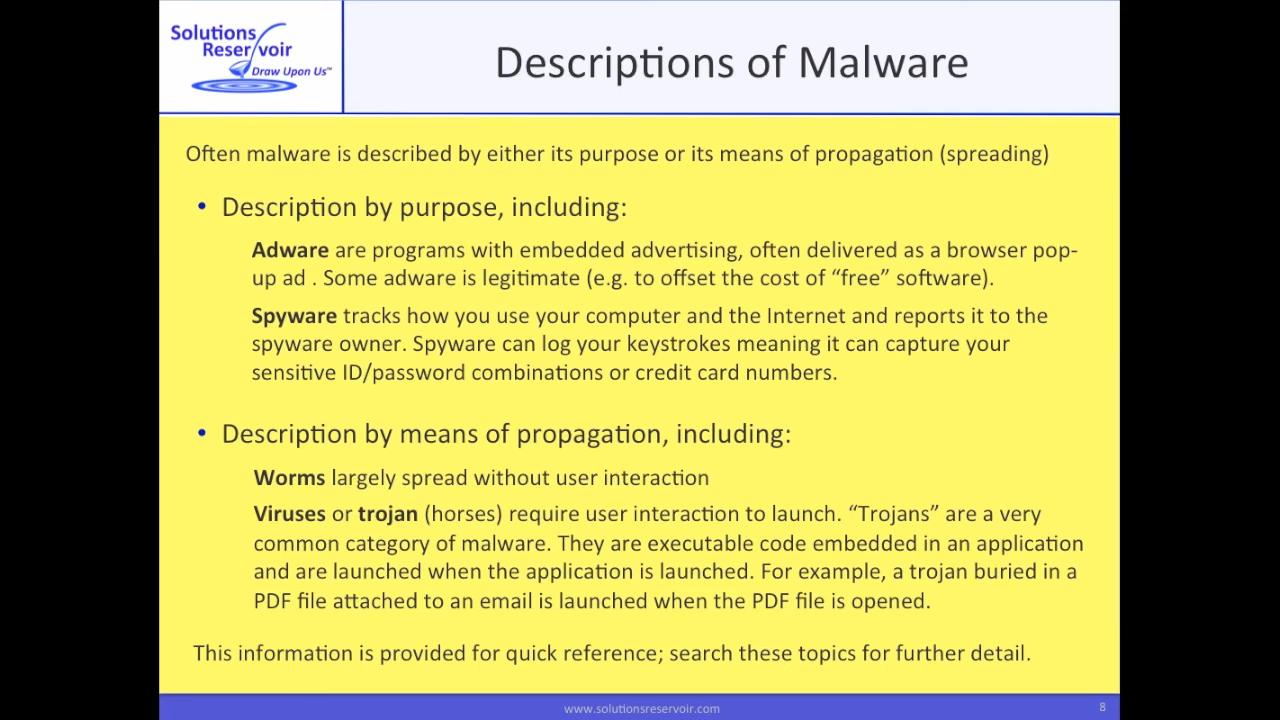 Solutions
Reservoir
Draw Upon Us™
Descriptions of Malware
Often malware is described by either its purpose or its means of propagation (spreading)
• Description by purpose, including:
Adware are programs with embedded advertising, often delivered as a browser pop-
up ad . Some adware is legitimate (e.g. to offset the cost of “free” software).
Spyware tracks how you use your computer and the Internet and reports it to the
spyware owner. Spyware can log your keystrokes meaning it can capture your
sensitive ID/password combinations or credit card numbers.
• Description by means of propagation, including:
Worms largely spread without user interaction
Viruses or trojan (horses) require user interaction to launch. “Trojans” are a very
common category of malware. They are executable code embedded in an application
and are launched when the application is launched. For example, a trojan buried in a
PDF file attached to an email is launched when the PDF file is opened.
This information is provided for quick reference; search these topics for further detail.
www.solutionsreservoir.com
8